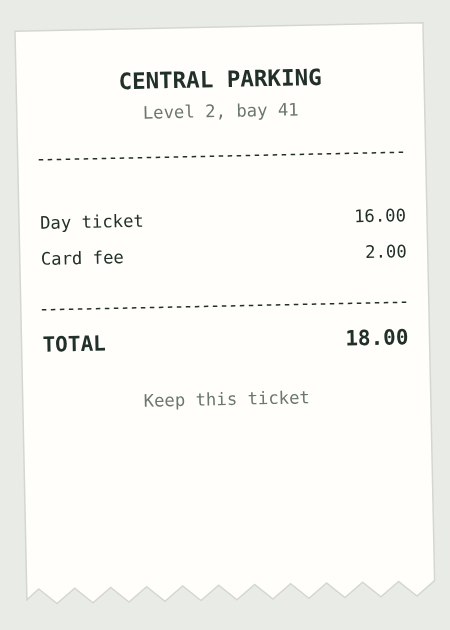 CENTRAL PARKING
Level 2, bay 41
Day ticket 16.00
Card fee 2.00
TOTAL 18.00
Keep this ticket